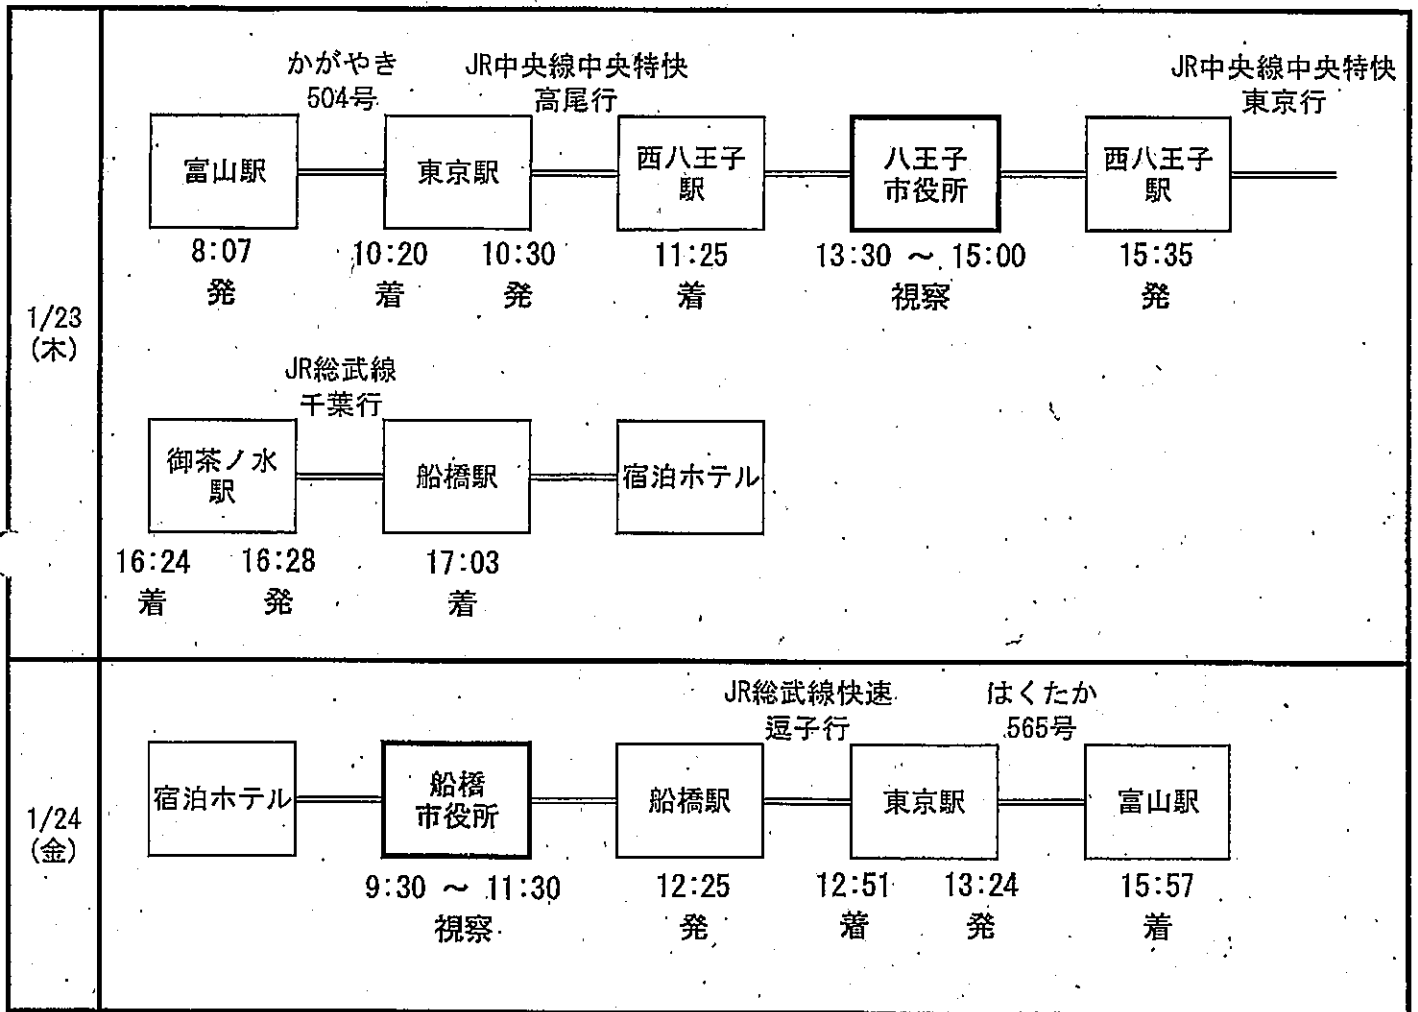 1/23
(木)
かがやき
504号
JR中央線中央特快
高尾行
JR中央線中央特快
東京行
富山駅
東京駅
西八王子
駅
八王子
市役所
西八王子
駅
8:07
発
10:20
着
10:30
発
11:25
着
13:30 ～ 15:00
視察
15:35
発
JR総武線
千葉行
御茶ノ水
駅
船橋駅
宿泊ホテル
16:24
着
16:28
発
17:03
着
1/24
(金)
JR総武線快速
逗子行
はくたか
565号
宿泊ホテル
船橋
市役所
船橋駅
東京駅
富山駅
9:30 ～ 11:30
視察
12:25
発
12:51
着
13:24
発
15:57
着